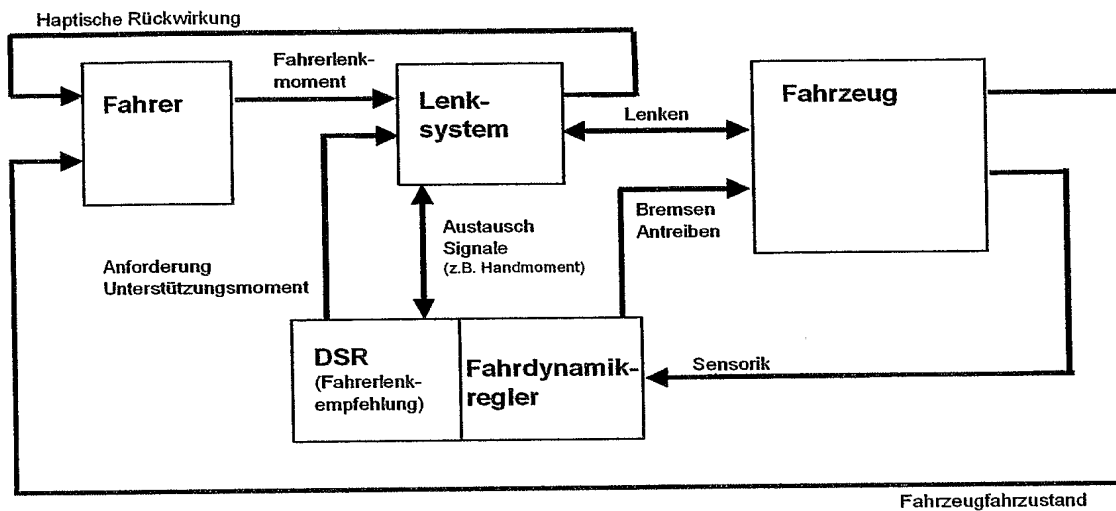 Haptische Rückwirkung
Fahrer
Fahrerlenk-
moment
Lenk-
system
Lenken
Fahrzeug
Bremsen
Antreiben
Austausch
Signale
(z.B. Handmoment)
Anforderung
Unterstützungsmoment
DSR
(Fahrerlenk-
empfehlung)
Fahrdynamik-
regler
Sensorik
Fahrzeugfahrzustand